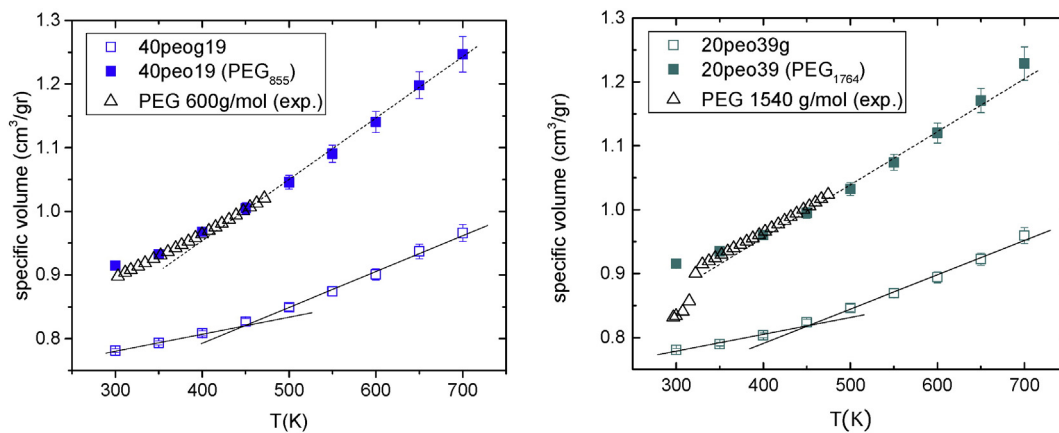 1.3
1.2
1.1
1.0
0.9
0.8
specific volume (cm³/gr)
40peog19
40peo19 (PEG₈₅₅)
PEG 600g/mol (exp.)
300 400 500 600 700
T(K)
1.3
1.2
1.1
1.0
0.9
0.8
specific volume (cm³/gr)
20peo39g
20peo39 (PEG₁₇₆₄)
PEG 1540 g/mol (exp.)
300 400 500 600 700
T(K)